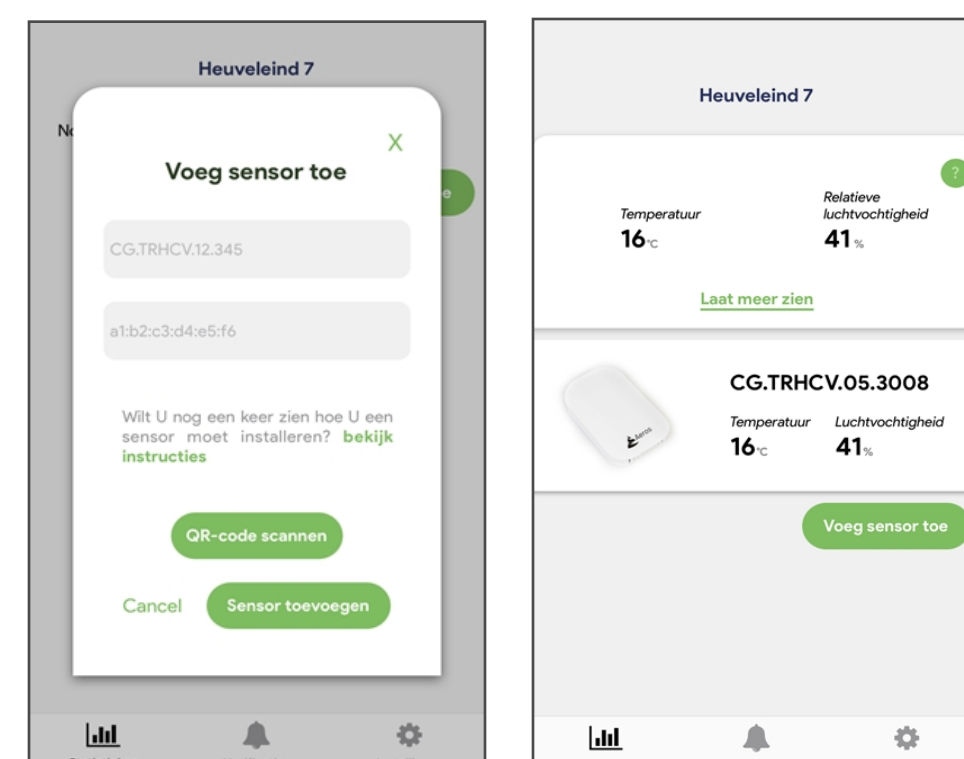 Heuveleind 7
No
X
Voeg sensor toe
e
CG.TRHCV.12.345
a1:b2:c3:d4:e5:f6
Wilt U nog een keer zien hoe U een
sensor moet installeren? bekijk
instructies
QR-code scannen
Cancel
Sensor toevoegen
Heuveleind 7
?
Temperatuur
16 °C
Relatieve
luchtvochtigheid
41 %
Laat meer zien
CG.TRHCV.05.3008
Temperatuur
16 °C
Luchtvochtigheid
41 %
Aeros
Voeg sensor toe